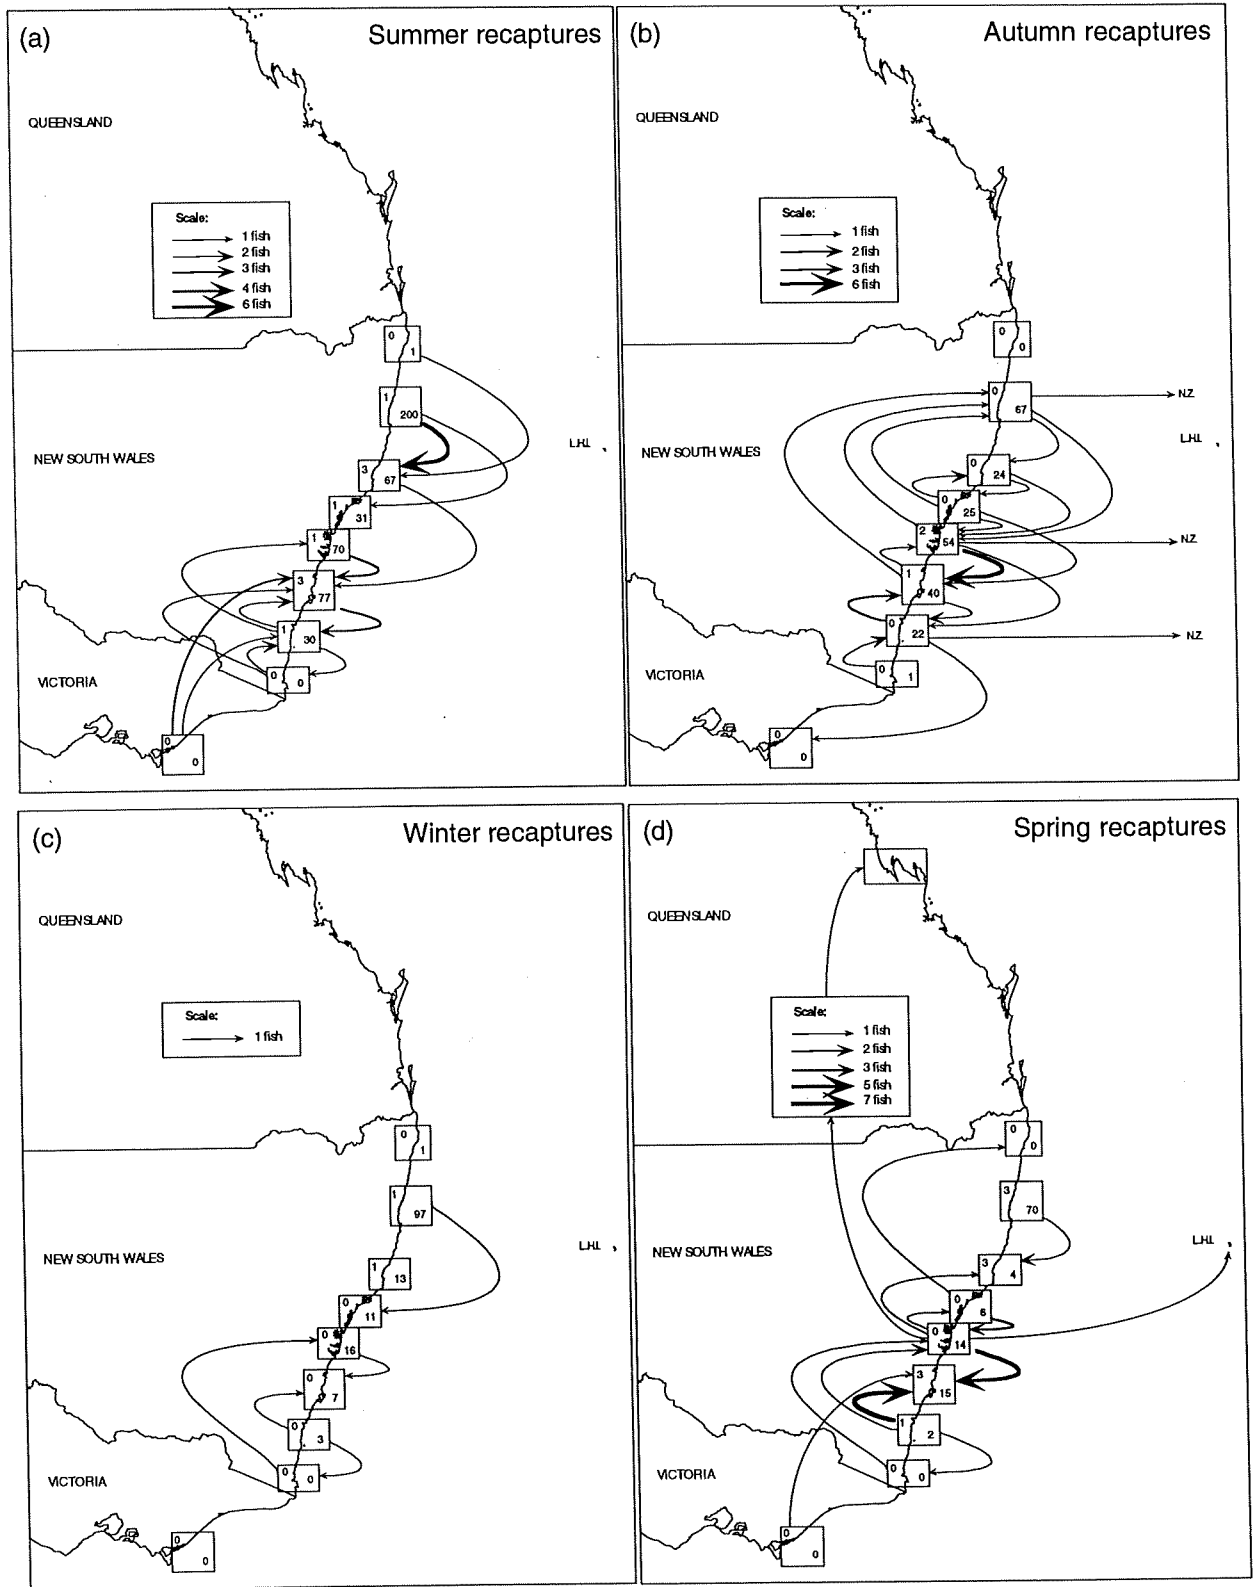 (a)
Summer recaptures
QUEENSLAND
Scale:
1 fish
2 fish
3 fish
4 fish
6 fish
0
1
1
200
NEW SOUTH WALES
L.H.I.
3
67
1
31
1
70
3
77
1
30
0
0
VICTORIA
0
0
(b)
Autumn recaptures
QUEENSLAND
Scale:
1 fish
2 fish
3 fish
6 fish
0
0
0
67
N.Z.
NEW SOUTH WALES
L.H.I.
0
24
0
25
2
54
N.Z.
1
40
0
22
N.Z.
0
1
VICTORIA
0
0
(c)
Winter recaptures
QUEENSLAND
Scale:
1 fish
0
1
1
97
NEW SOUTH WALES
L.H.I.
1
13
0
11
0
16
0
7
0
3
0
0
VICTORIA
0
0
(d)
Spring recaptures
QUEENSLAND
Scale:
1 fish
2 fish
3 fish
5 fish
7 fish
0
0
3
70
NEW SOUTH WALES
L.H.I.
3
4
0
6
0
14
3
15
1
2
0
0
VICTORIA
0
0